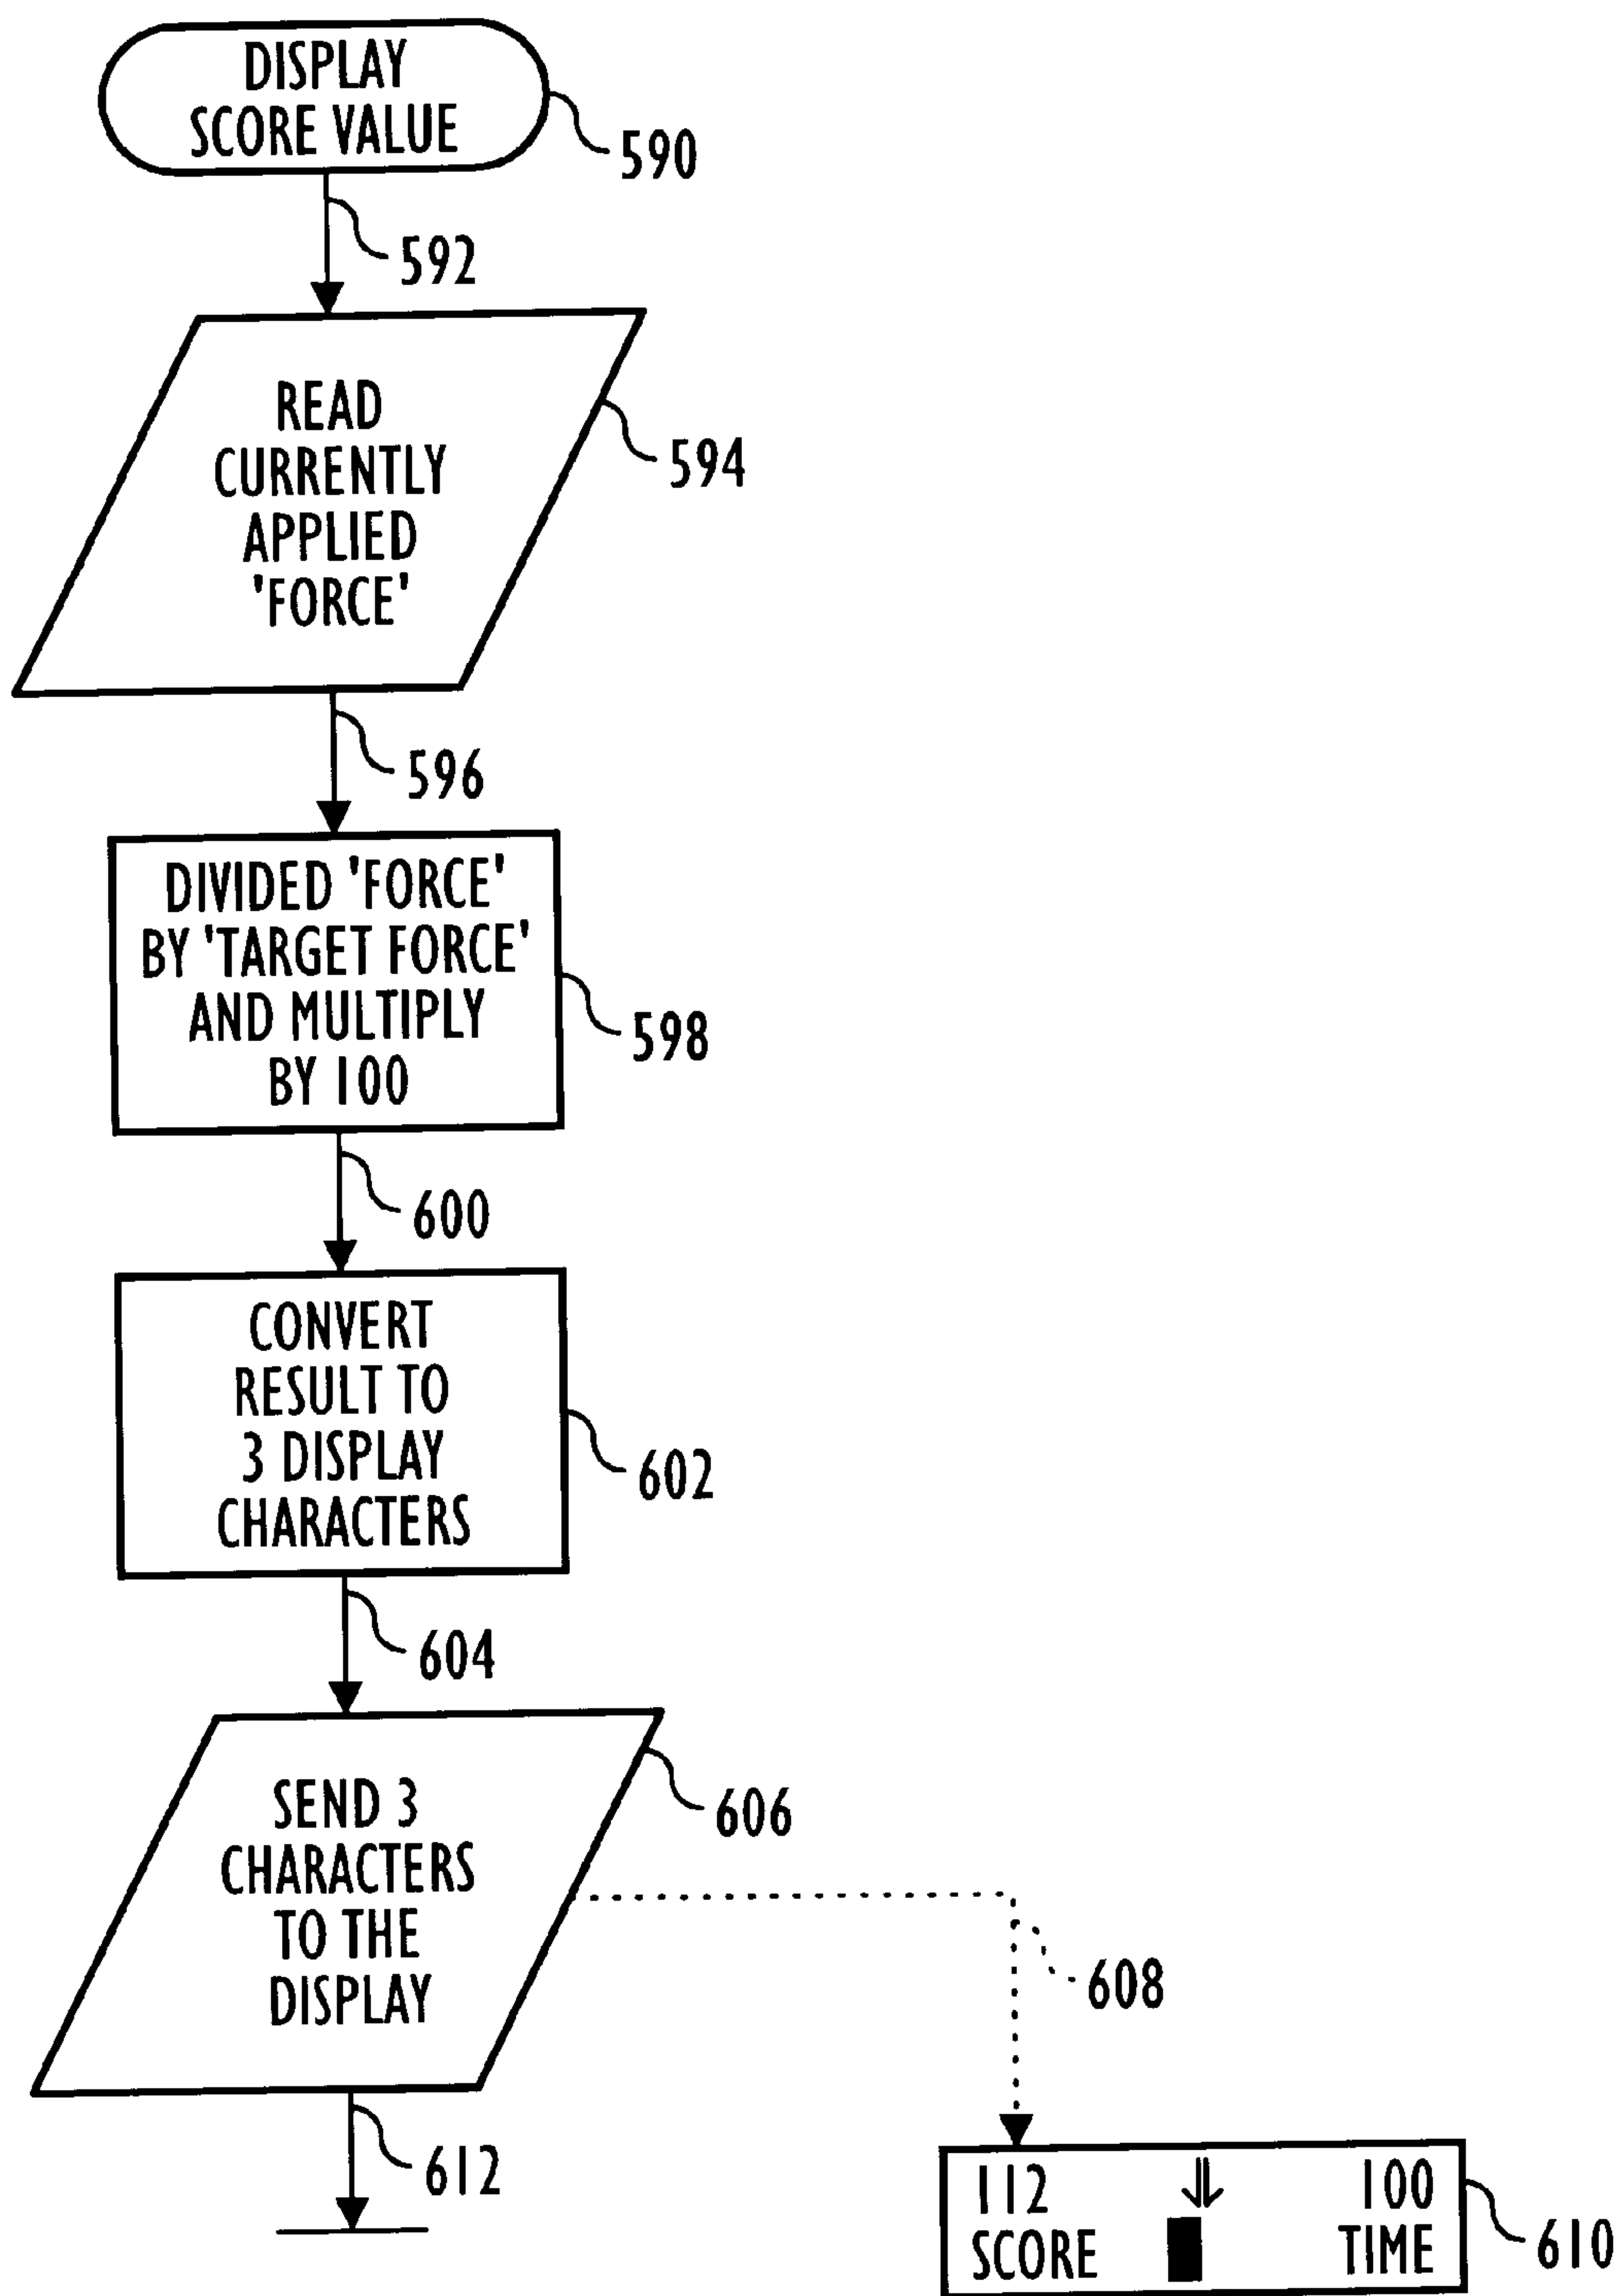 DISPLAY
SCORE VALUE
590
592
READ
CURRENTLY
APPLIED
'FORCE'
594
596
DIVIDED 'FORCE'
BY 'TARGET FORCE'
AND MULTIPLY
BY 100
598
600
CONVERT
RESULT TO
3 DISPLAY
CHARACTERS
602
604
SEND 3
CHARACTERS
TO THE
DISPLAY
606
608
612
112 ⇓ 100
SCORE TIME
610